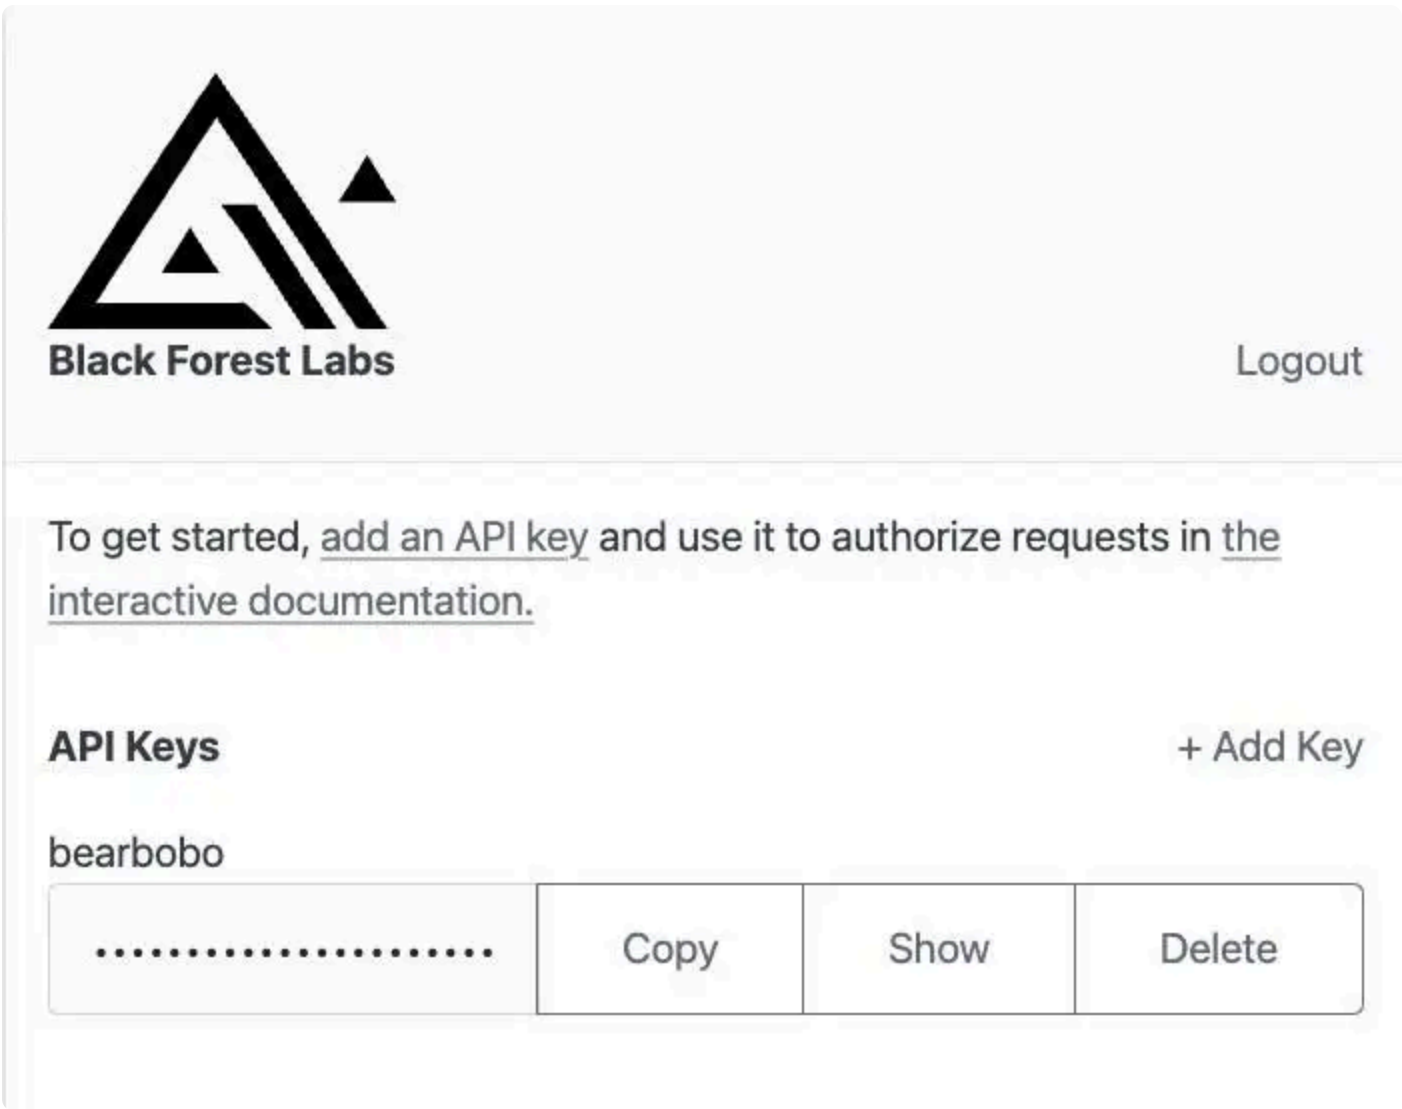 Black Forest Labs
Logout
To get started, add an API key and use it to authorize requests in the
interactive documentation.
API Keys
+ Add Key
bearbobo
••••••••••••••••••••••
Copy
Show
Delete